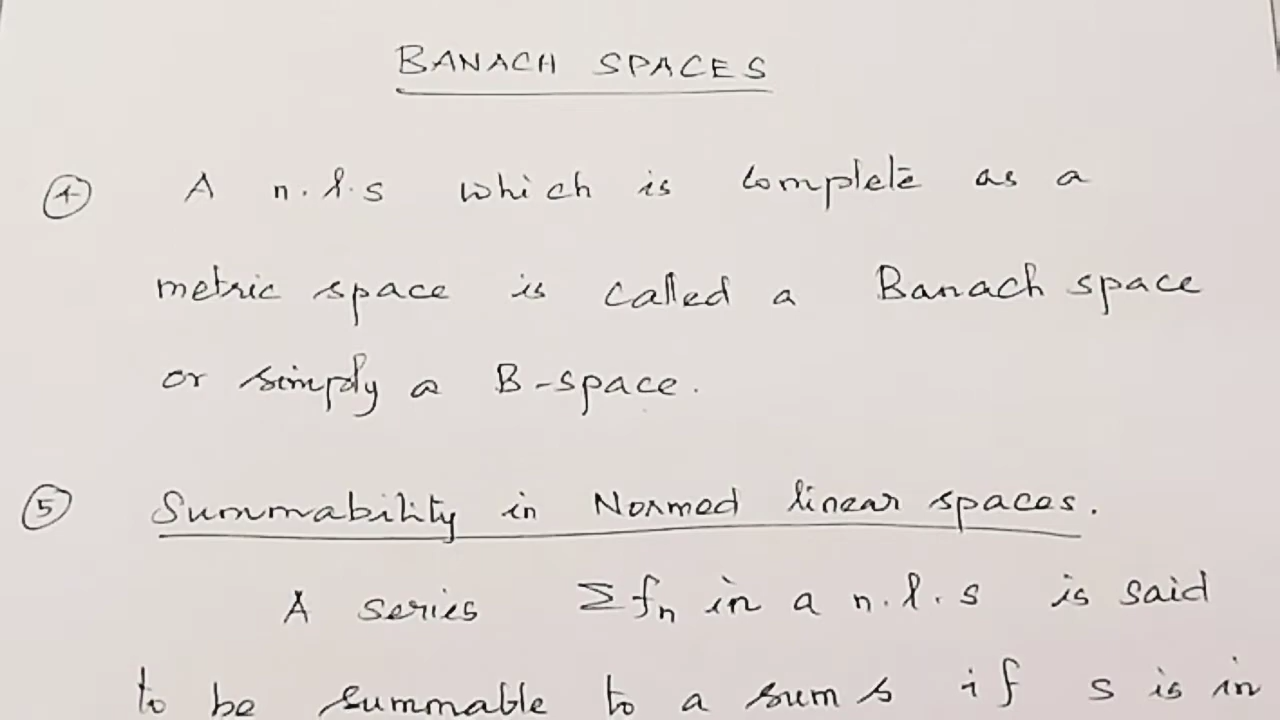 BANACH SPACES
④ A n.l.s which is complete as a
metric space is called a Banach space
or simply a B-space.
⑤ Summability in Normed linear spaces.
A series Σfn in a n.l.s is said
to be summable to a sum s if s is in